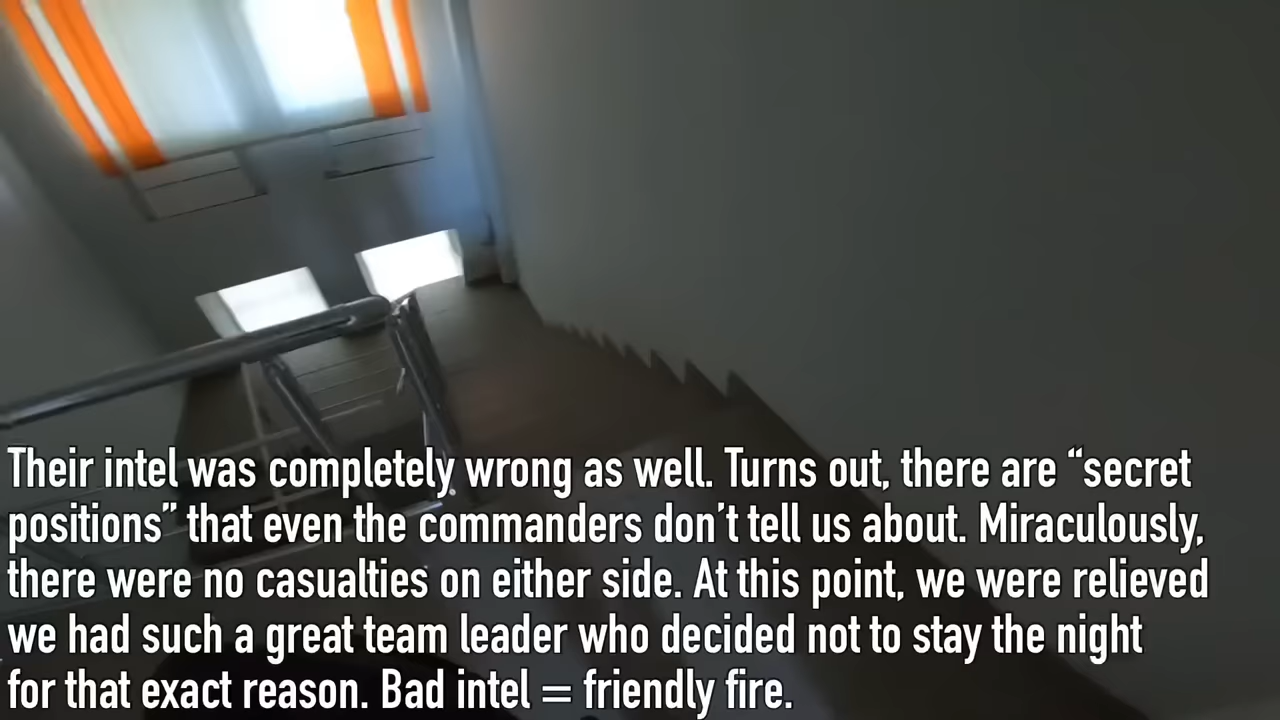 Their intel was completely wrong as well. Turns out, there are “secret
positions” that even the commanders don’t tell us about. Miraculously,
there were no casualties on either side. At this point, we were relieved
we had such a great team leader who decided not to stay the night
for that exact reason. Bad intel = friendly fire.